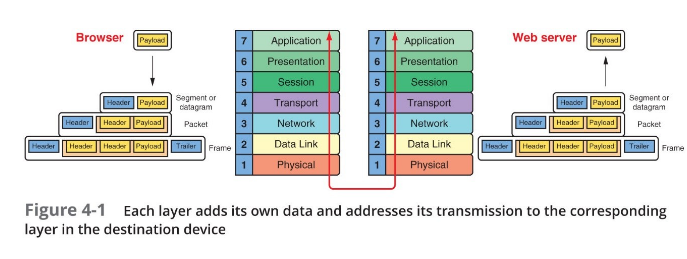 Browser
Payload
7 Application
6 Presentation
5 Session
4 Transport
3 Network
2 Data Link
1 Physical
7 Application
6 Presentation
5 Session
4 Transport
3 Network
2 Data Link
1 Physical
Web server
Payload
Header Payload
Segment or
datagram
Header Header Payload
Packet
Header Header Header Payload Trailer
Frame
Header Payload
Segment or
datagram
Header Header Payload
Packet
Header Header Header Payload Trailer
Frame
Figure 4-1 Each layer adds its own data and addresses its transmission to the corresponding
layer in the destination device